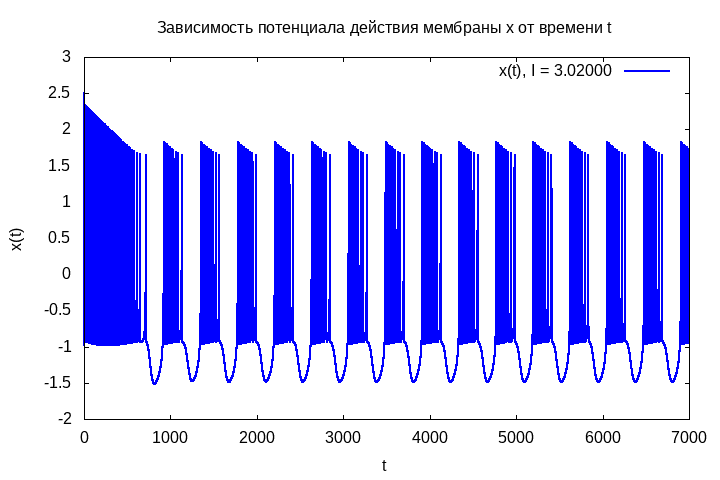 Зависимость потенциала действия мембраны x от времени t
x(t), I = 3.02000
3
2.5
2
1.5
1
0.5
0
-0.5
-1
-1.5
-2
x(t)
0 1000 2000 3000 4000 5000 6000 7000
t